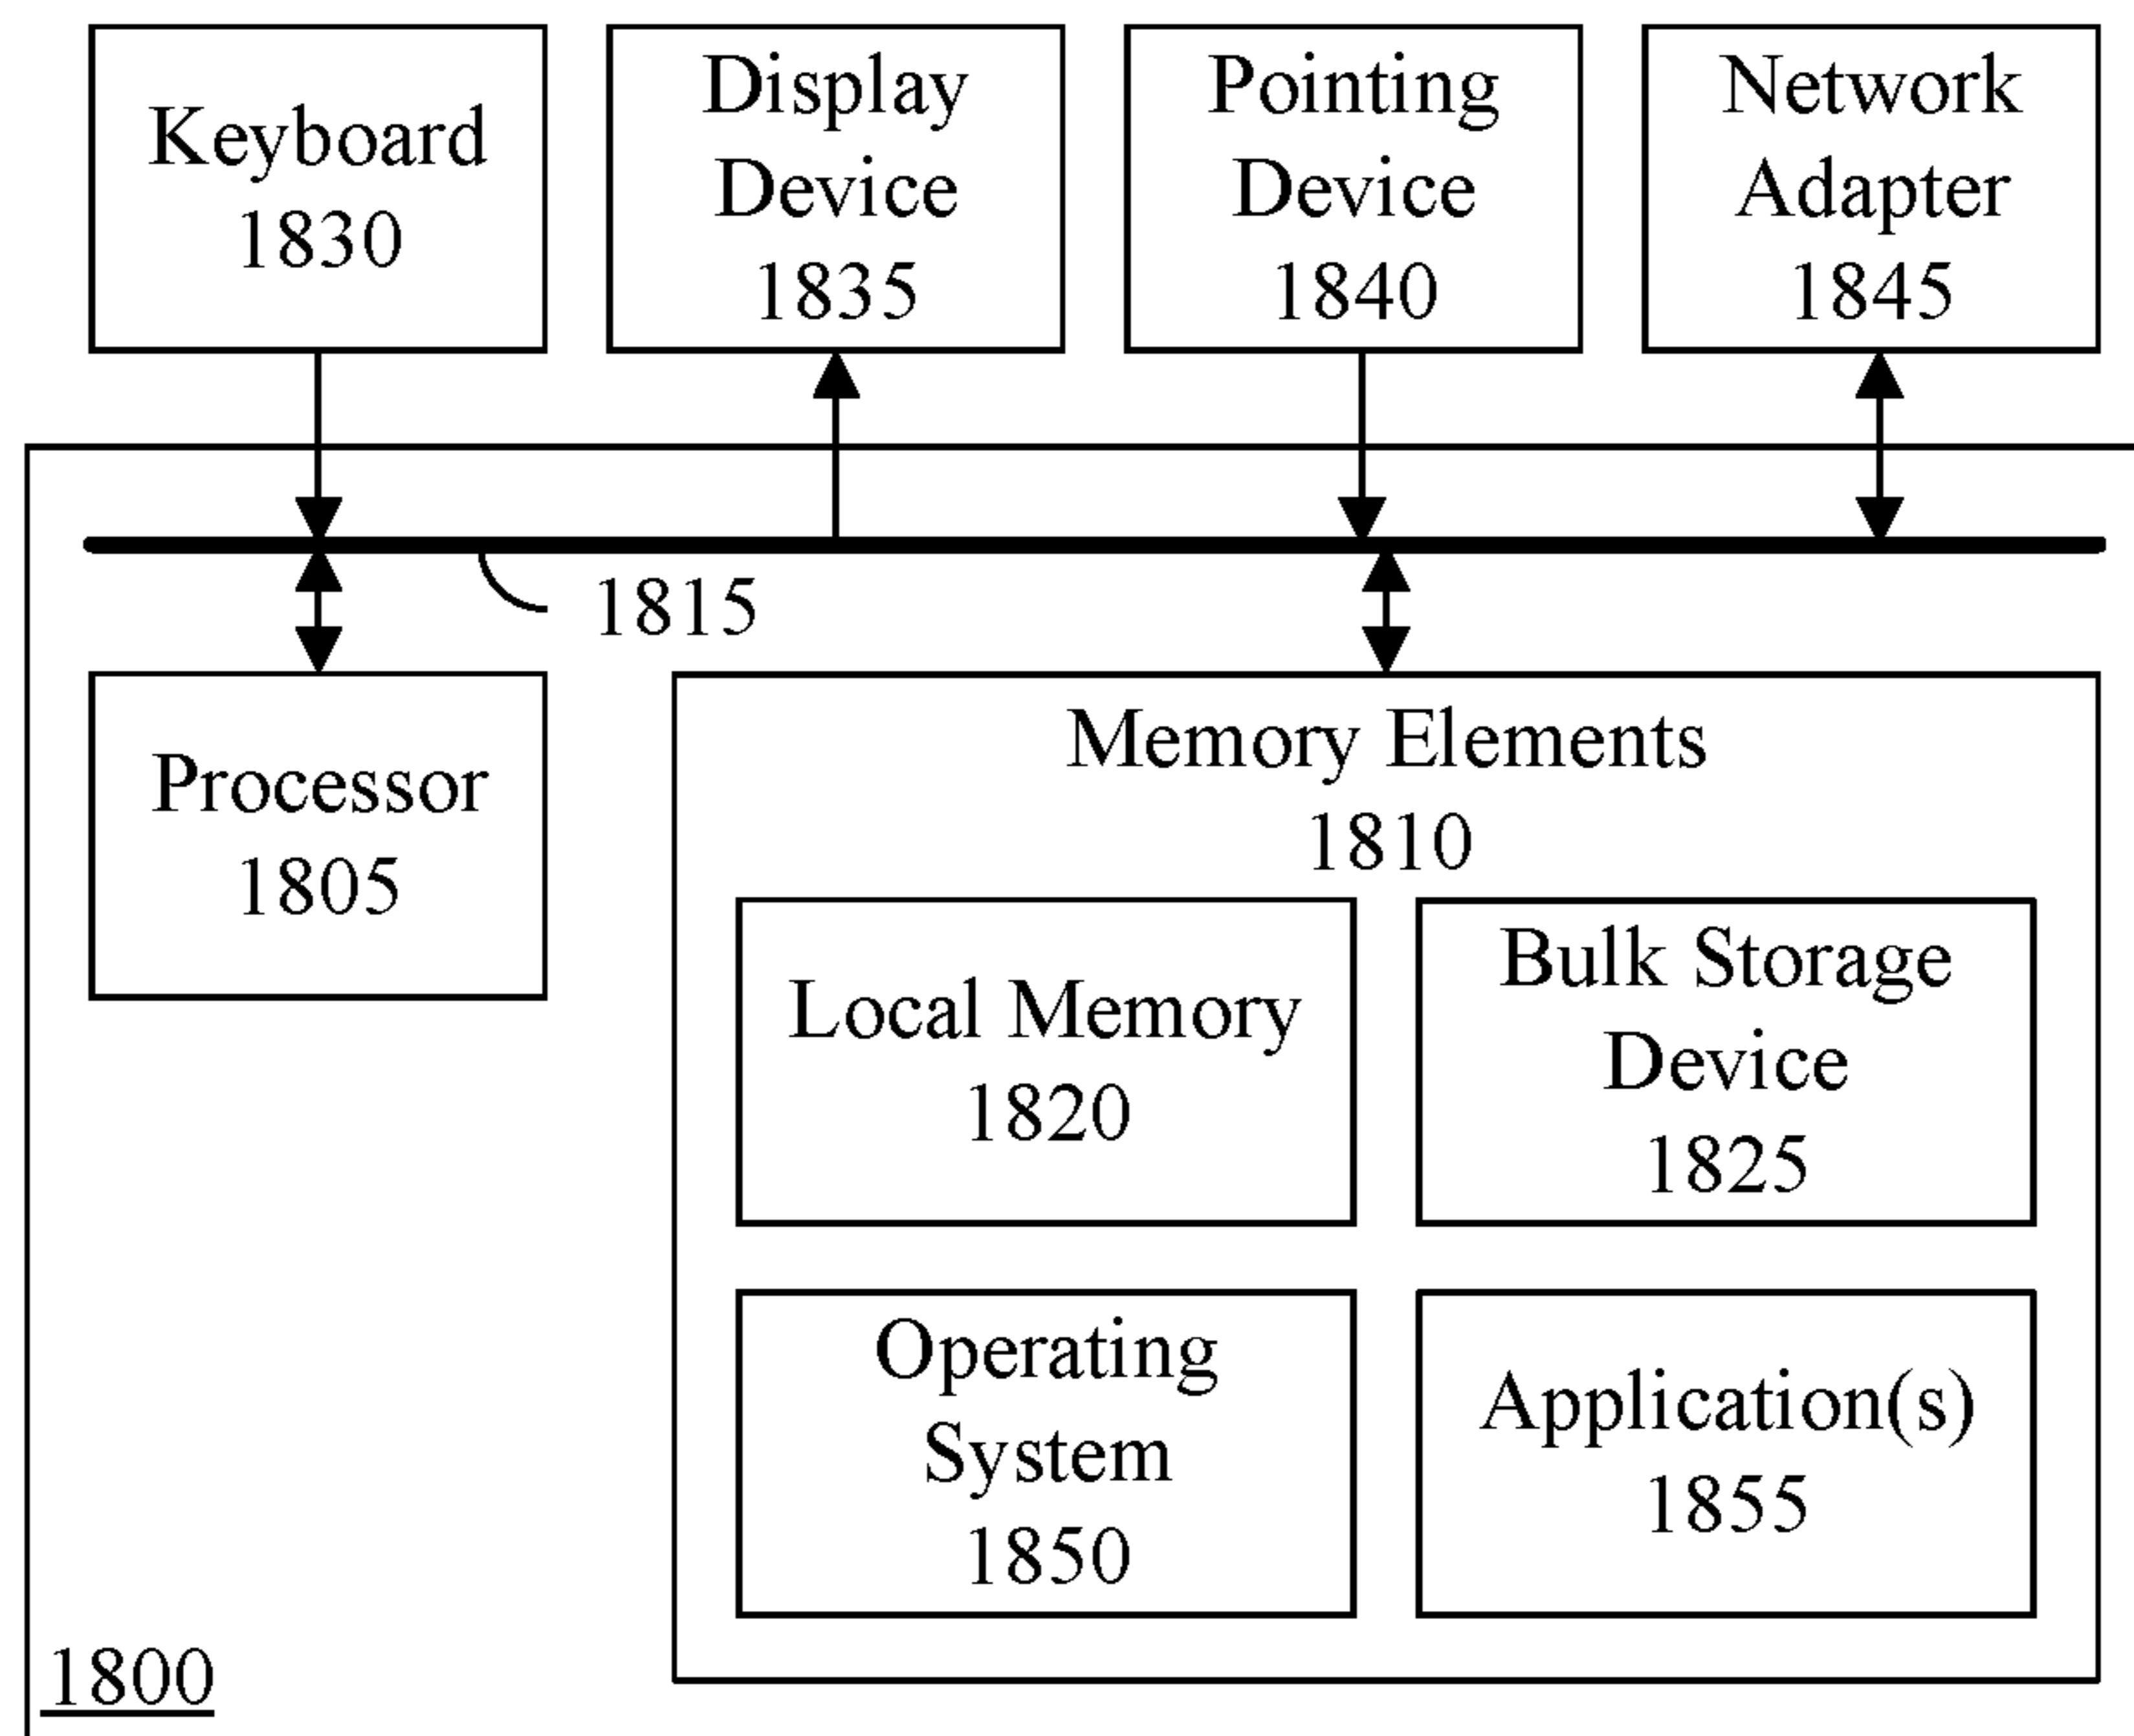 Keyboard
1830
Display
Device
1835
Pointing
Device
1840
Network
Adapter
1845
1815
Processor
1805
Memory Elements
1810
Local Memory
1820
Bulk Storage
Device
1825
Operating
System
1850
Application(s)
1855
1800